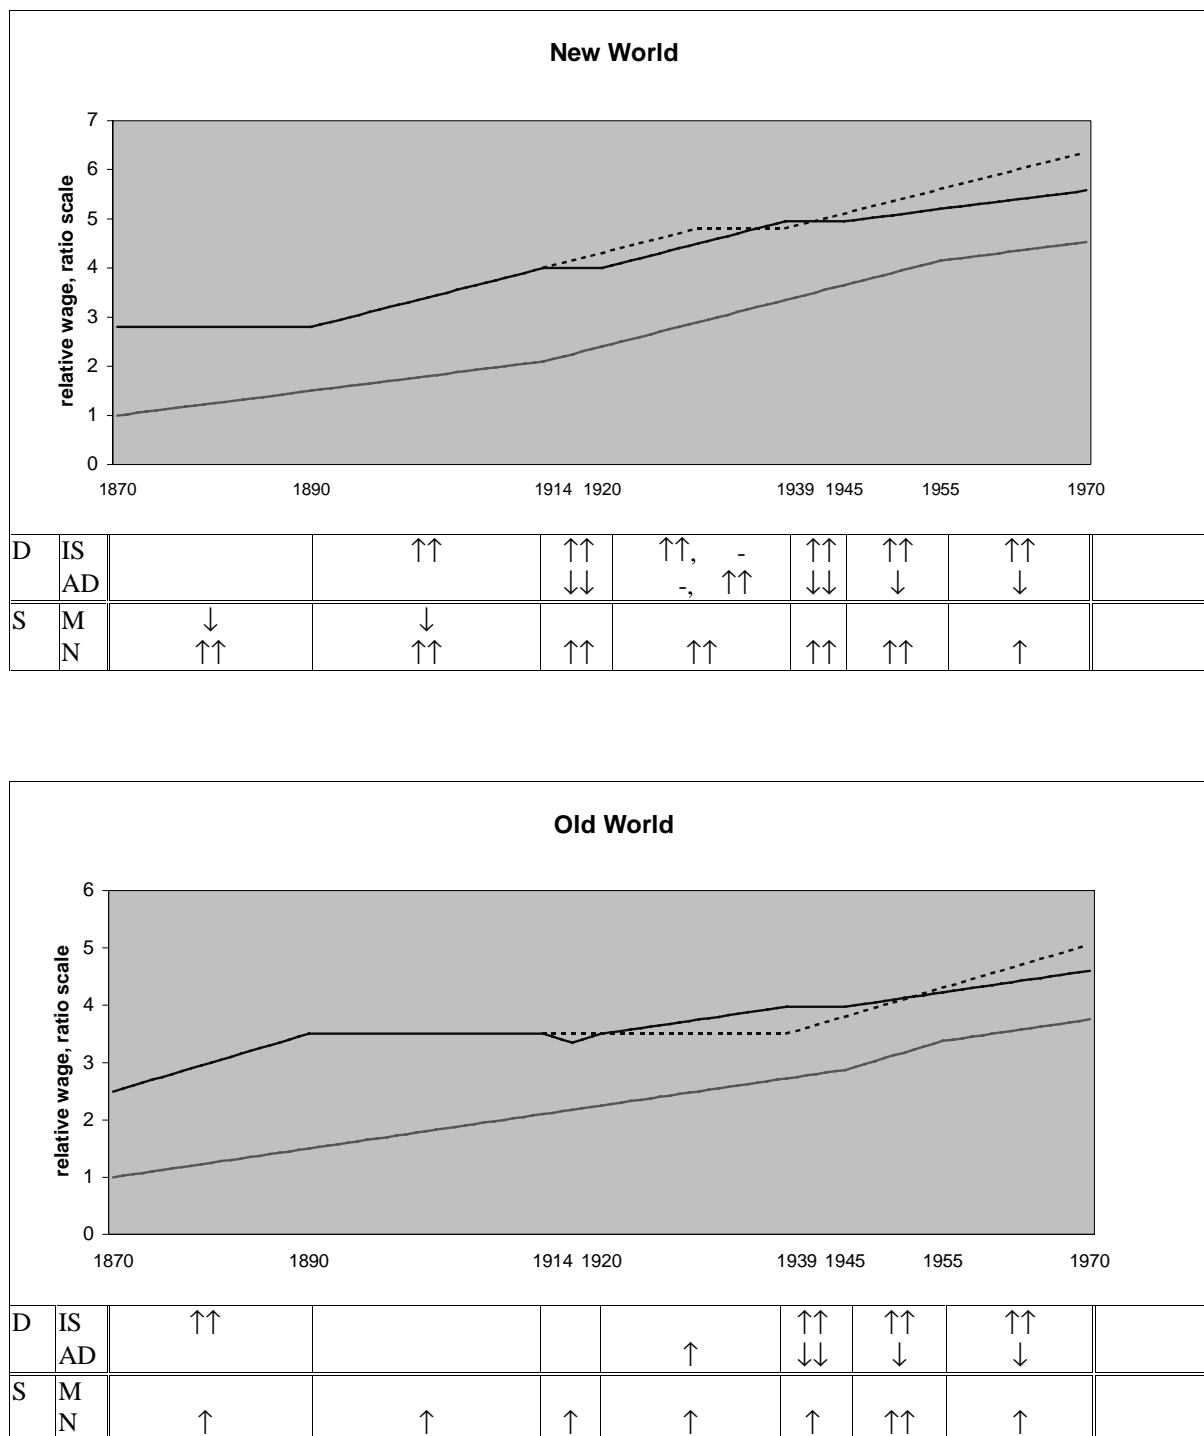 New World
relative wage, ratio scale
7
6
5
4
3
2
1
0
1870 1890 1914 1920 1939 1945 1955 1970
D IS ↑↑ ↑↑ ↑↑, - ↑↑ ↑↑ ↑↑
AD ↓↓ -, ↑↑ ↓↓ ↓ ↓
S M ↓ ↓
N ↑↑ ↑↑ ↑↑ ↑↑ ↑↑ ↑↑ ↑
Old World
relative wage, ratio scale
6
5
4
3
2
1
0
1870 1890 1914 1920 1939 1945 1955 1970
D IS ↑↑ ↑↑ ↑↑ ↑↑
AD ↑ ↓↓ ↓ ↓
S M
N ↑ ↑ ↑ ↑ ↑ ↑↑ ↑